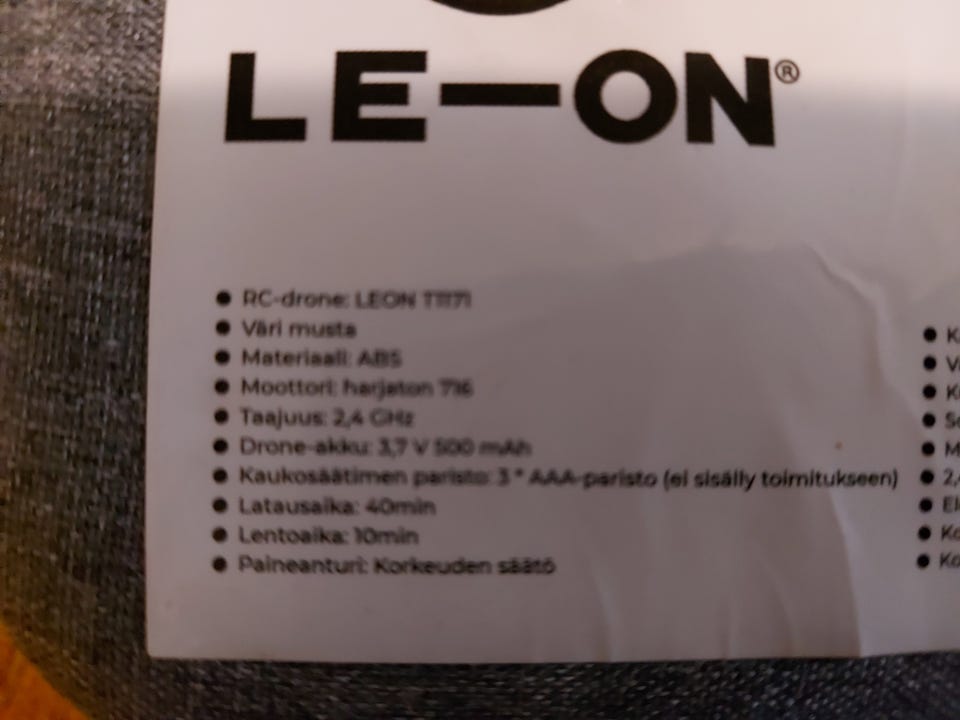 LE—ON®
● RC-drone: LEON T1171
● Väri musta
● Materiaali: ABS
● Moottori: harjaton 716
● Taajuus: 2,4 GHz
● Drone-akku: 3,7 V 500 mAh
● Kaukosäätimen paristo: 3 * AAA-paristo (ei sisälly toimitukseen)
● Latausaika: 40min
● Lentoaika: 10min
● Paineanturi: Korkeuden säätö